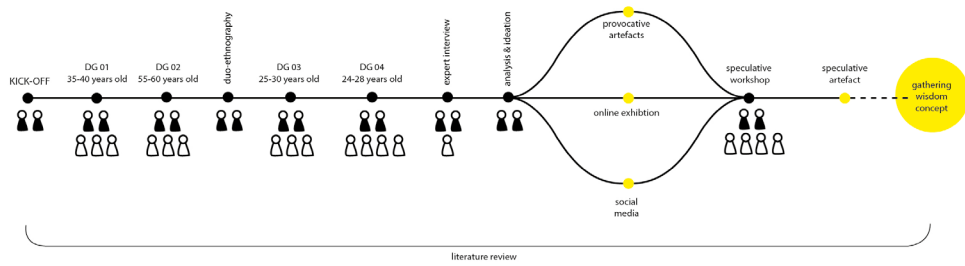 KICK-OFF
DG 01
35-40 years old
DG 02
55-60 years old
duo-ethnography
DG 03
25-30 years old
DG 04
24-28 years old
expert interview
analysis & ideation
provocative
artefacts
online exhibtion
social
media
speculative
workshop
speculative
artefact
gathering
wisdom
concept
literature review